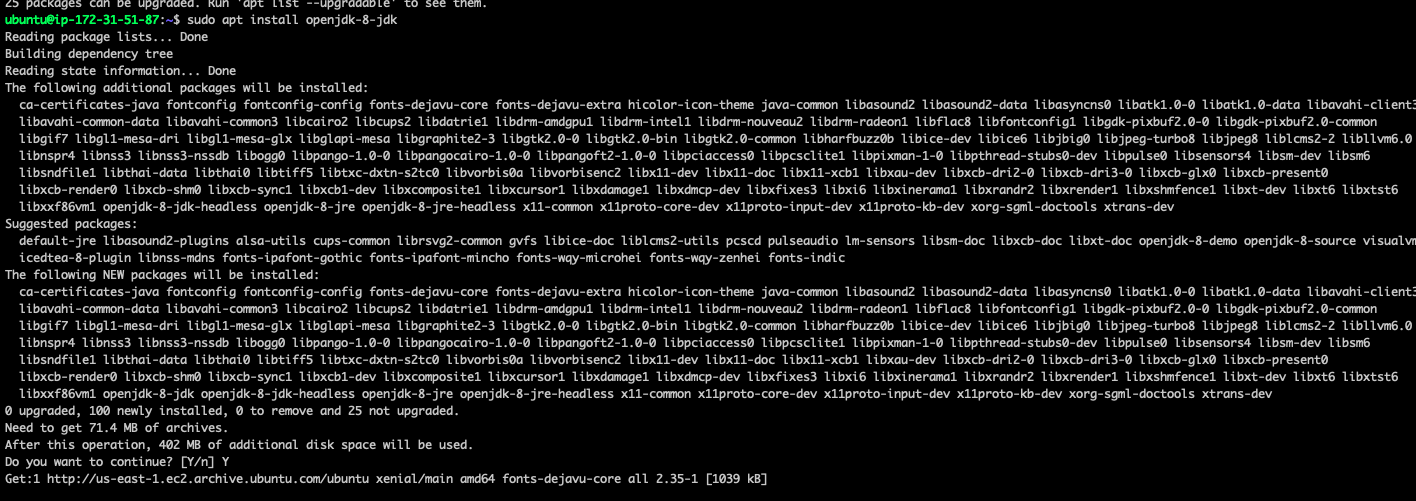 25 packages can be upgraded. Run 'apt list --upgradable' to see them.
ubuntu@ip-172-31-51-87:~$ sudo apt install openjdk-8-jdk
Reading package lists... Done
Building dependency tree
Reading state information... Done
The following additional packages will be installed:
  ca-certificates-java fontconfig fontconfig-config fonts-dejavu-core fonts-dejavu-extra hicolor-icon-theme java-common libasound2 libasound2-data libasyncns0 libatk1.0-0 libatk1.0-data libavahi-client3
  libavahi-common-data libavahi-common3 libcairo2 libcups2 libdatrie1 libdrm-amdgpu1 libdrm-intel1 libdrm-nouveau2 libdrm-radeon1 libflac8 libfontconfig1 libgdk-pixbuf2.0-0 libgdk-pixbuf2.0-common
  libgif7 libgl1-mesa-dri libgl1-mesa-glx libglapi-mesa libgraphite2-3 libgtk2.0-0 libgtk2.0-bin libgtk2.0-common libharfbuzz0b libice-dev libice6 libjbig0 libjpeg-turbo8 libjpeg8 liblcms2-2 libllvm6.0
  libnspr4 libnss3 libnss3-nssdb libogg0 libpango-1.0-0 libpangocairo-1.0-0 libpangoft2-1.0-0 libpciaccess0 libpcsclite1 libpixman-1-0 libpthread-stubs0-dev libpulse0 libsensors4 libsm-dev libsm6
  libsndfile1 libthai-data libthai0 libtiff5 libtxc-dxtn-s2tc0 libvorbis0a libvorbisenc2 libx11-dev libx11-doc libx11-xcb1 libxau-dev libxcb-dri2-0 libxcb-dri3-0 libxcb-glx0 libxcb-present0
  libxcb-render0 libxcb-shm0 libxcb-sync1 libxcb1-dev libxcomposite1 libxcursor1 libxdamage1 libxdmcp-dev libxfixes3 libxi6 libxinerama1 libxrandr2 libxrender1 libxshmfence1 libxt-dev libxt6 libxtst6
  libxxf86vm1 openjdk-8-jdk-headless openjdk-8-jre openjdk-8-jre-headless x11-common x11proto-core-dev x11proto-input-dev x11proto-kb-dev xorg-sgml-doctools xtrans-dev
Suggested packages:
  default-jre libasound2-plugins alsa-utils cups-common librsvg2-common gvfs libice-doc liblcms2-utils pcscd pulseaudio lm-sensors libsm-doc libxcb-doc libxt-doc openjdk-8-demo openjdk-8-source visualvm
  icedtea-8-plugin libnss-mdns fonts-ipafont-gothic fonts-ipafont-mincho fonts-wqy-microhei fonts-wqy-zenhei fonts-indic
The following NEW packages will be installed:
  ca-certificates-java fontconfig fontconfig-config fonts-dejavu-core fonts-dejavu-extra hicolor-icon-theme java-common libasound2 libasound2-data libasyncns0 libatk1.0-0 libatk1.0-data libavahi-client3
  libavahi-common-data libavahi-common3 libcairo2 libcups2 libdatrie1 libdrm-amdgpu1 libdrm-intel1 libdrm-nouveau2 libdrm-radeon1 libflac8 libfontconfig1 libgdk-pixbuf2.0-0 libgdk-pixbuf2.0-common
  libgif7 libgl1-mesa-dri libgl1-mesa-glx libglapi-mesa libgraphite2-3 libgtk2.0-0 libgtk2.0-bin libgtk2.0-common libharfbuzz0b libice-dev libice6 libjbig0 libjpeg-turbo8 libjpeg8 liblcms2-2 libllvm6.0
  libnspr4 libnss3 libnss3-nssdb libogg0 libpango-1.0-0 libpangocairo-1.0-0 libpangoft2-1.0-0 libpciaccess0 libpcsclite1 libpixman-1-0 libpthread-stubs0-dev libpulse0 libsensors4 libsm-dev libsm6
  libsndfile1 libthai-data libthai0 libtiff5 libtxc-dxtn-s2tc0 libvorbis0a libvorbisenc2 libx11-dev libx11-doc libx11-xcb1 libxau-dev libxcb-dri2-0 libxcb-dri3-0 libxcb-glx0 libxcb-present0
  libxcb-render0 libxcb-shm0 libxcb-sync1 libxcb1-dev libxcomposite1 libxcursor1 libxdamage1 libxdmcp-dev libxfixes3 libxi6 libxinerama1 libxrandr2 libxrender1 libxshmfence1 libxt-dev libxt6 libxtst6
  libxxf86vm1 openjdk-8-jdk openjdk-8-jdk-headless openjdk-8-jre openjdk-8-jre-headless x11-common x11proto-core-dev x11proto-input-dev x11proto-kb-dev xorg-sgml-doctools xtrans-dev
0 upgraded, 100 newly installed, 0 to remove and 25 not upgraded.
Need to get 71.4 MB of archives.
After this operation, 402 MB of additional disk space will be used.
Do you want to continue? [Y/n] Y
Get:1 http://us-east-1.ec2.archive.ubuntu.com/ubuntu xenial/main amd64 fonts-dejavu-core all 2.35-1 [1039 kB]